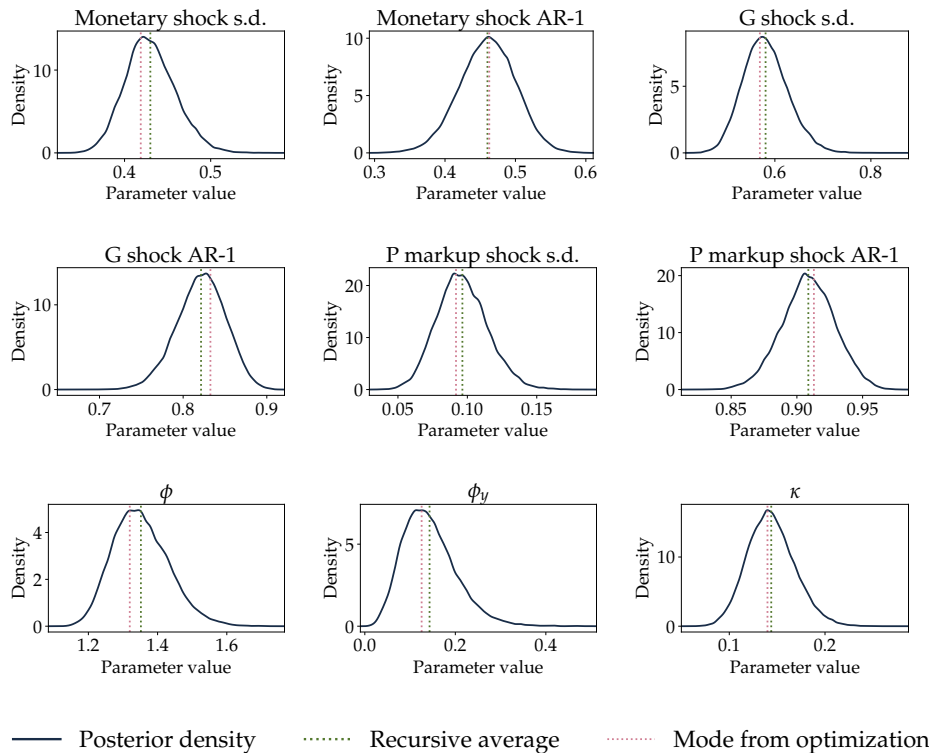 Monetary shock s.d.
Monetary shock AR-1
G shock s.d.
Density
10
0
0.4
0.5
Parameter value
Density
10
5
0
0.3
0.4
0.5
0.6
Parameter value
Density
5
0
0.6
0.8
Parameter value
G shock AR-1
P markup shock s.d.
P markup shock AR-1
Density
10
0
0.7
0.8
0.9
Parameter value
Density
20
10
0
0.05
0.10
0.15
Parameter value
Density
20
10
0
0.85
0.90
0.95
Parameter value
ϕ
ϕy
κ
Density
4
2
0
1.2
1.4
1.6
Parameter value
Density
5
0
0.0
0.2
0.4
Parameter value
Density
10
0
0.1
0.2
Parameter value
Posterior density
Recursive average
Mode from optimization